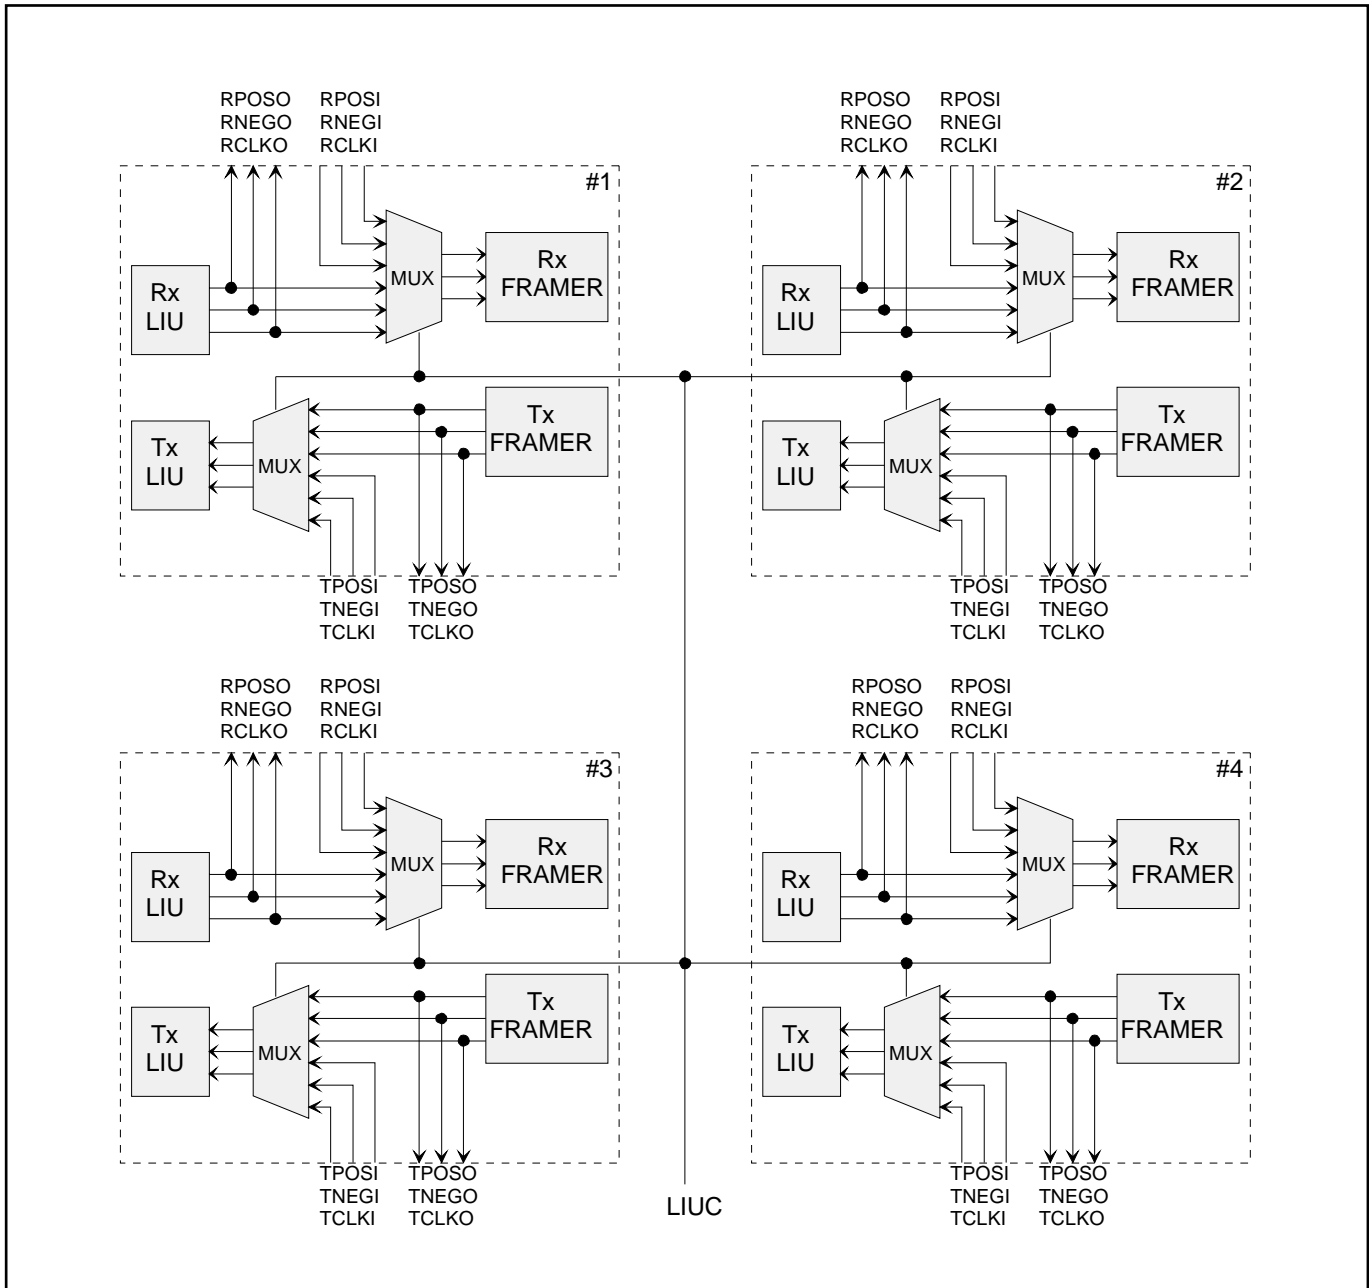 RPOSO
RNEGO
RCLKO
RPOSI
RNEGI
RCLKI
#1
Rx
LIU
MUX
Rx
FRAMER
Tx
LIU
MUX
Tx
FRAMER
TPOSI
TNEGI
TCLKI
TPOSO
TNEGO
TCLKO
RPOSO
RNEGO
RCLKO
RPOSI
RNEGI
RCLKI
#2
Rx
LIU
MUX
Rx
FRAMER
Tx
LIU
MUX
Tx
FRAMER
TPOSI
TNEGI
TCLKI
TPOSO
TNEGO
TCLKO
RPOSO
RNEGO
RCLKO
RPOSI
RNEGI
RCLKI
#3
Rx
LIU
MUX
Rx
FRAMER
Tx
LIU
MUX
Tx
FRAMER
TPOSI
TNEGI
TCLKI
TPOSO
TNEGO
TCLKO
RPOSO
RNEGO
RCLKO
RPOSI
RNEGI
RCLKI
#4
Rx
LIU
MUX
Rx
FRAMER
Tx
LIU
MUX
Tx
FRAMER
TPOSI
TNEGI
TCLKI
TPOSO
TNEGO
TCLKO
LIUC